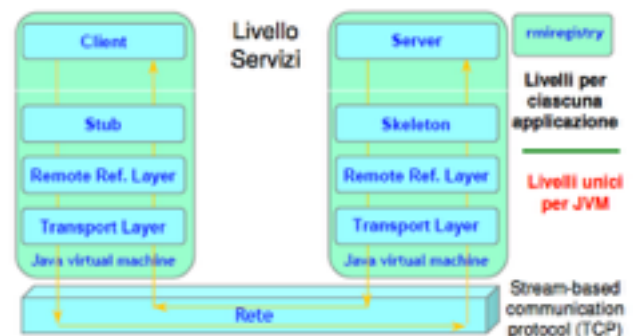 Client
Stub
Remote Ref. Layer
Transport Layer
Java virtual machine
Livello
Servizi
Server
Skeleton
Remote Ref. Layer
Transport Layer
Java virtual machine
rmiregistry
Livelli per
ciascuna
applicazione
Livelli unici
per JVM
Rete
Stream-based
communication
protocol (TCP)